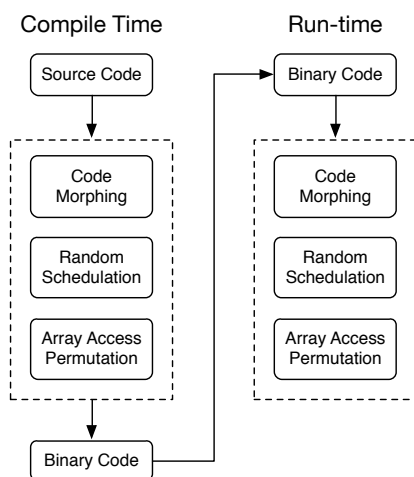 Compile Time
Source Code
Code
Morphing
Random
Schedulation
Array Access
Permutation
Binary Code
Run-time
Binary Code
Code
Morphing
Random
Schedulation
Array Access
Permutation